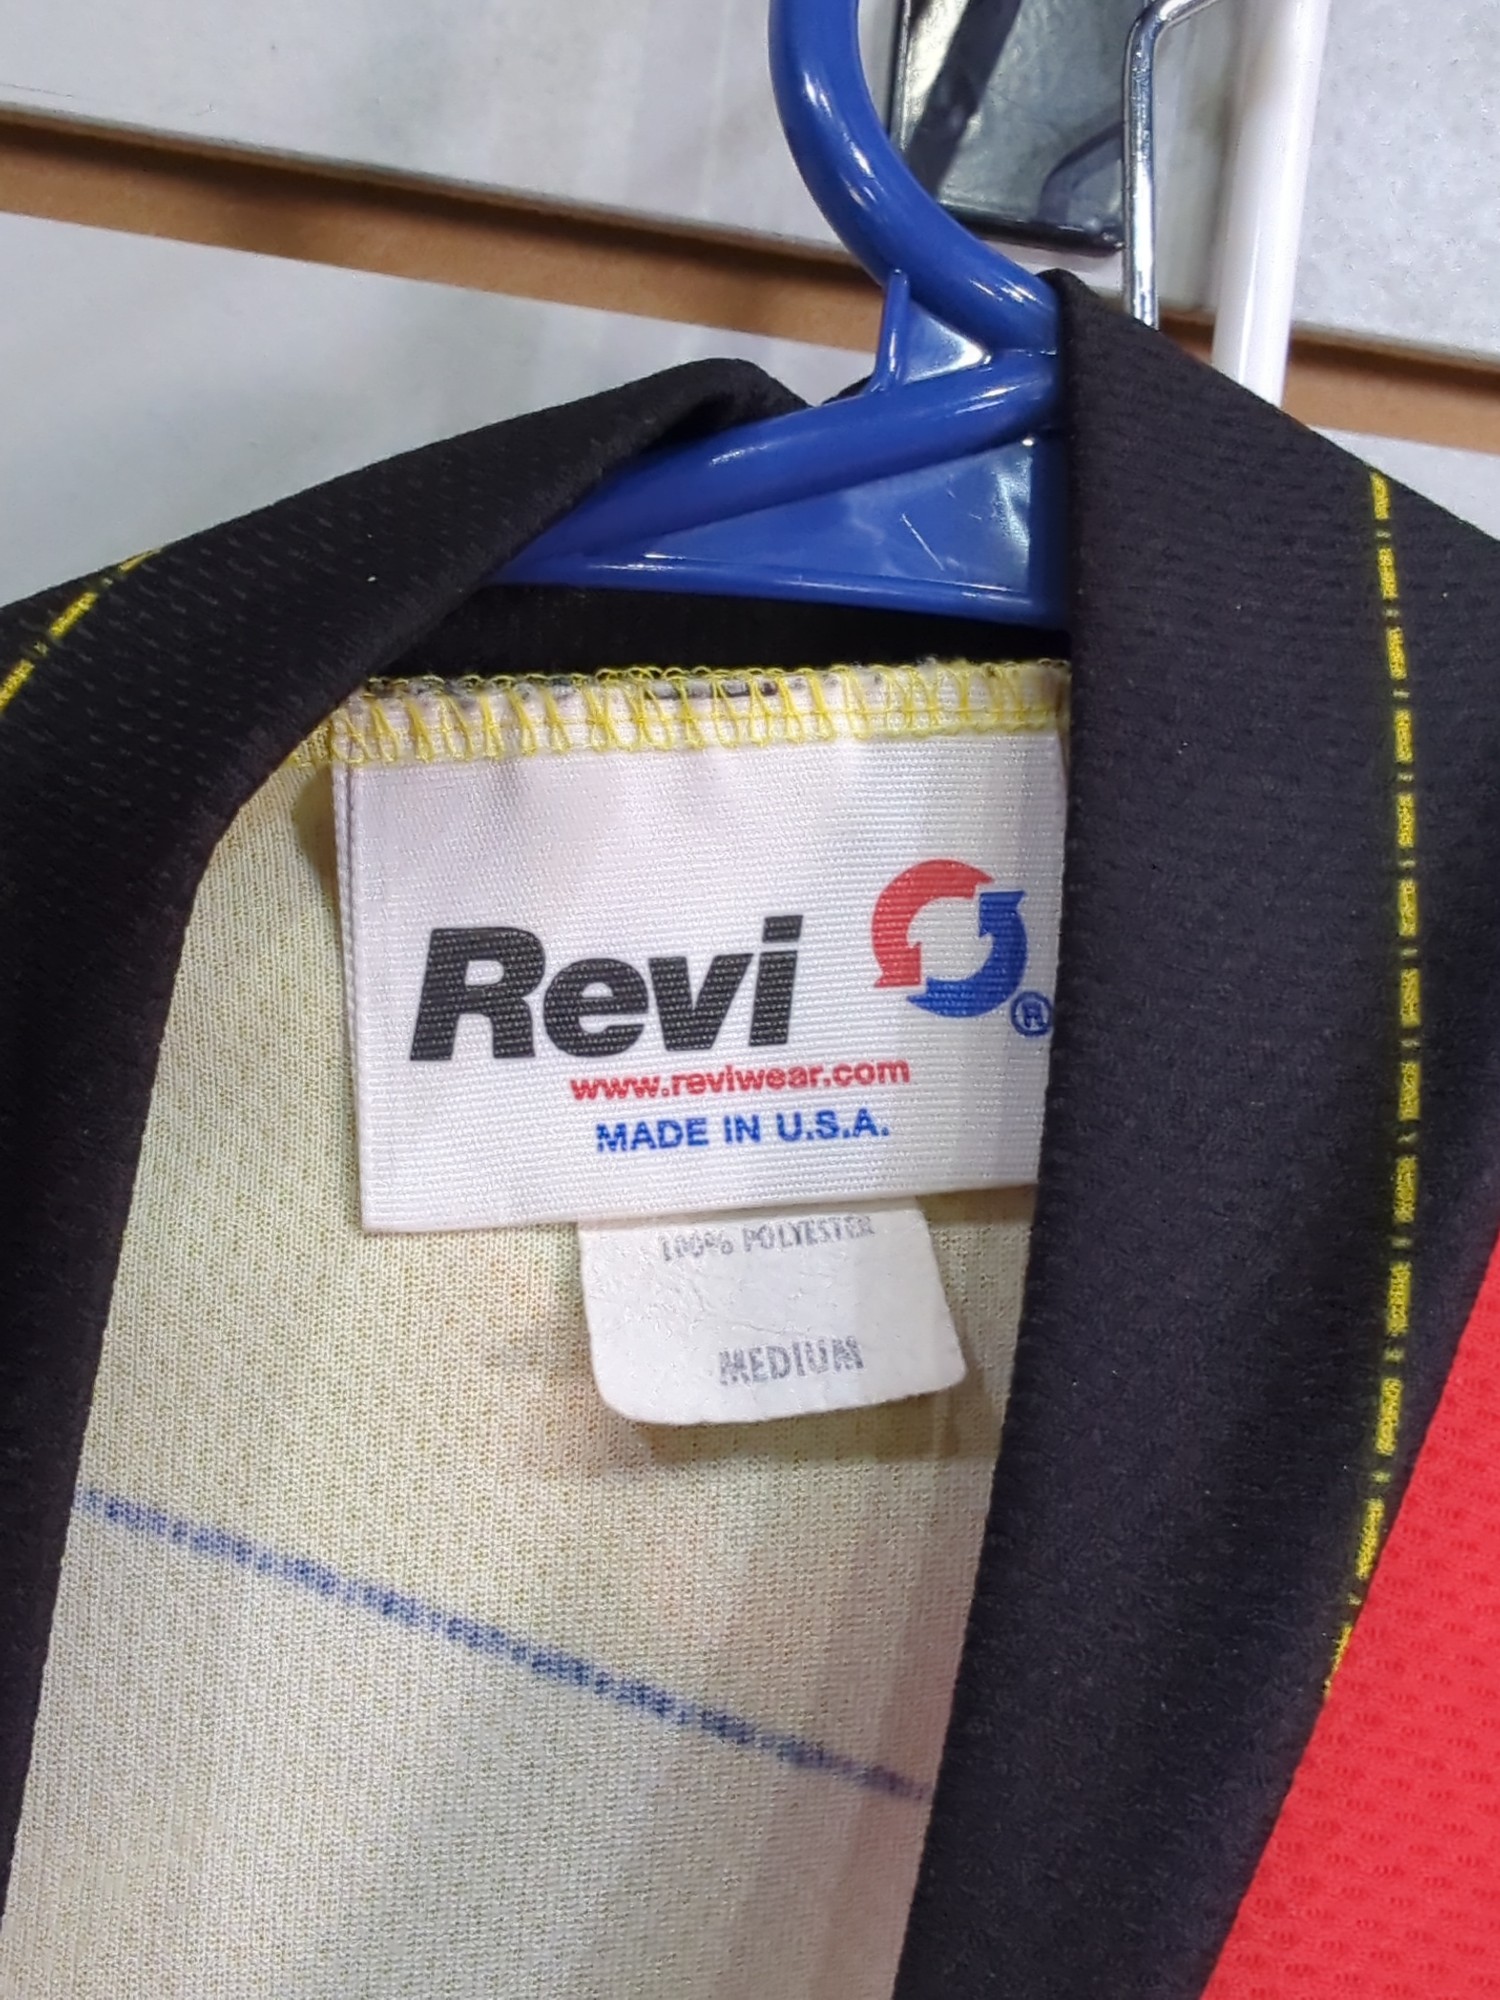 Revi ®
www.reviwear.com
MADE IN U.S.A.
100% POLYESTER
MEDIUM